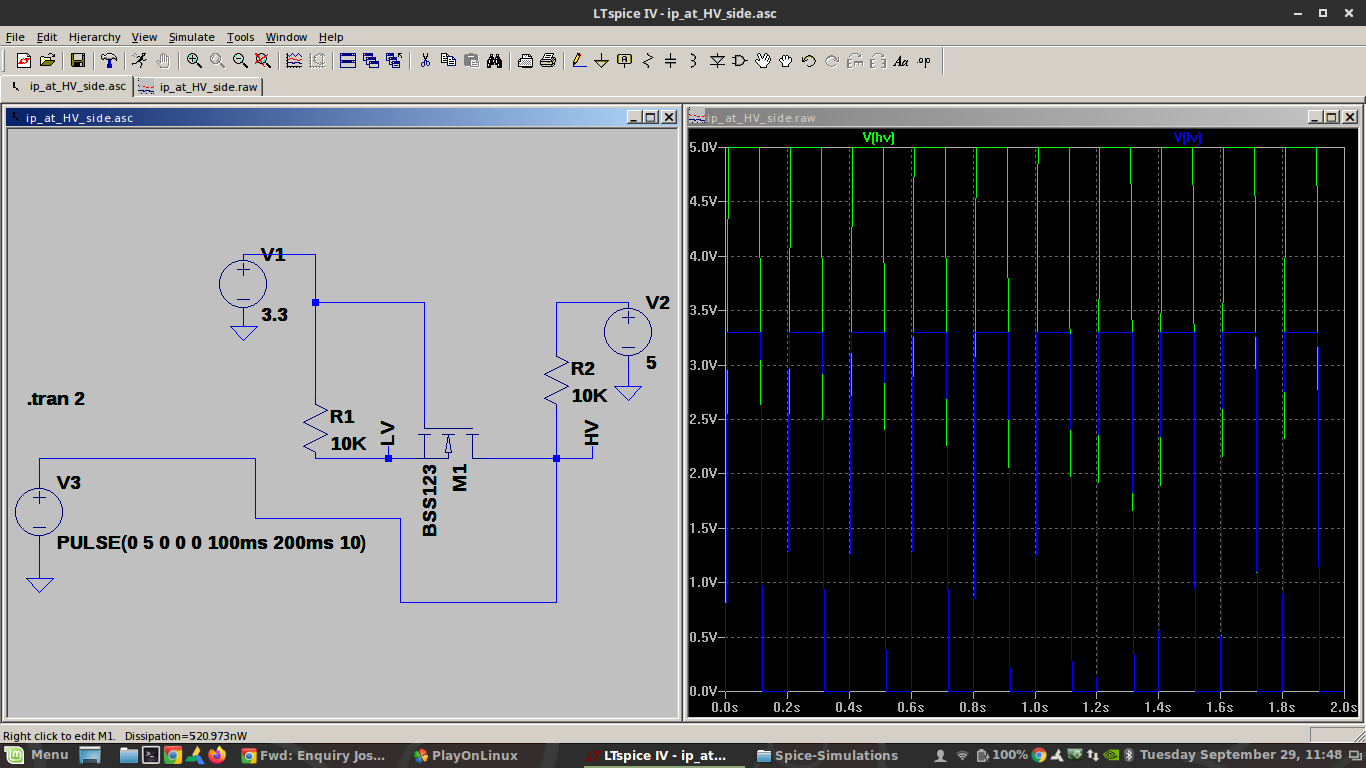 LTspice IV - ip_at_HV_side.asc
File Edit Hierarchy View Simulate Tools Window Help
ip_at_HV_side.asc ip_at_HV_side.raw
ip_at_HV_side.asc
V1
3.3
V2
5
R2
10K
.tran 2
R1
10K
LV
HV
BSS123
M1
V3
PULSE(0 5 0 0 0 100ms 200ms 10)
ip_at_HV_side.raw
V(hv) V(lv)
5.0V
4.5V
4.0V
3.5V
3.0V
2.5V
2.0V
1.5V
1.0V
0.5V
0.0V
0.0s 0.2s 0.4s 0.6s 0.8s 1.0s 1.2s 1.4s 1.6s 1.8s 2.0s
Right click to edit M1. Dissipation=520.973nW
Menu Fwd: Enquiry Jos... PlayOnLinux LTspice IV - ip_at... Spice-Simulations 100% Tuesday September 29, 11:48